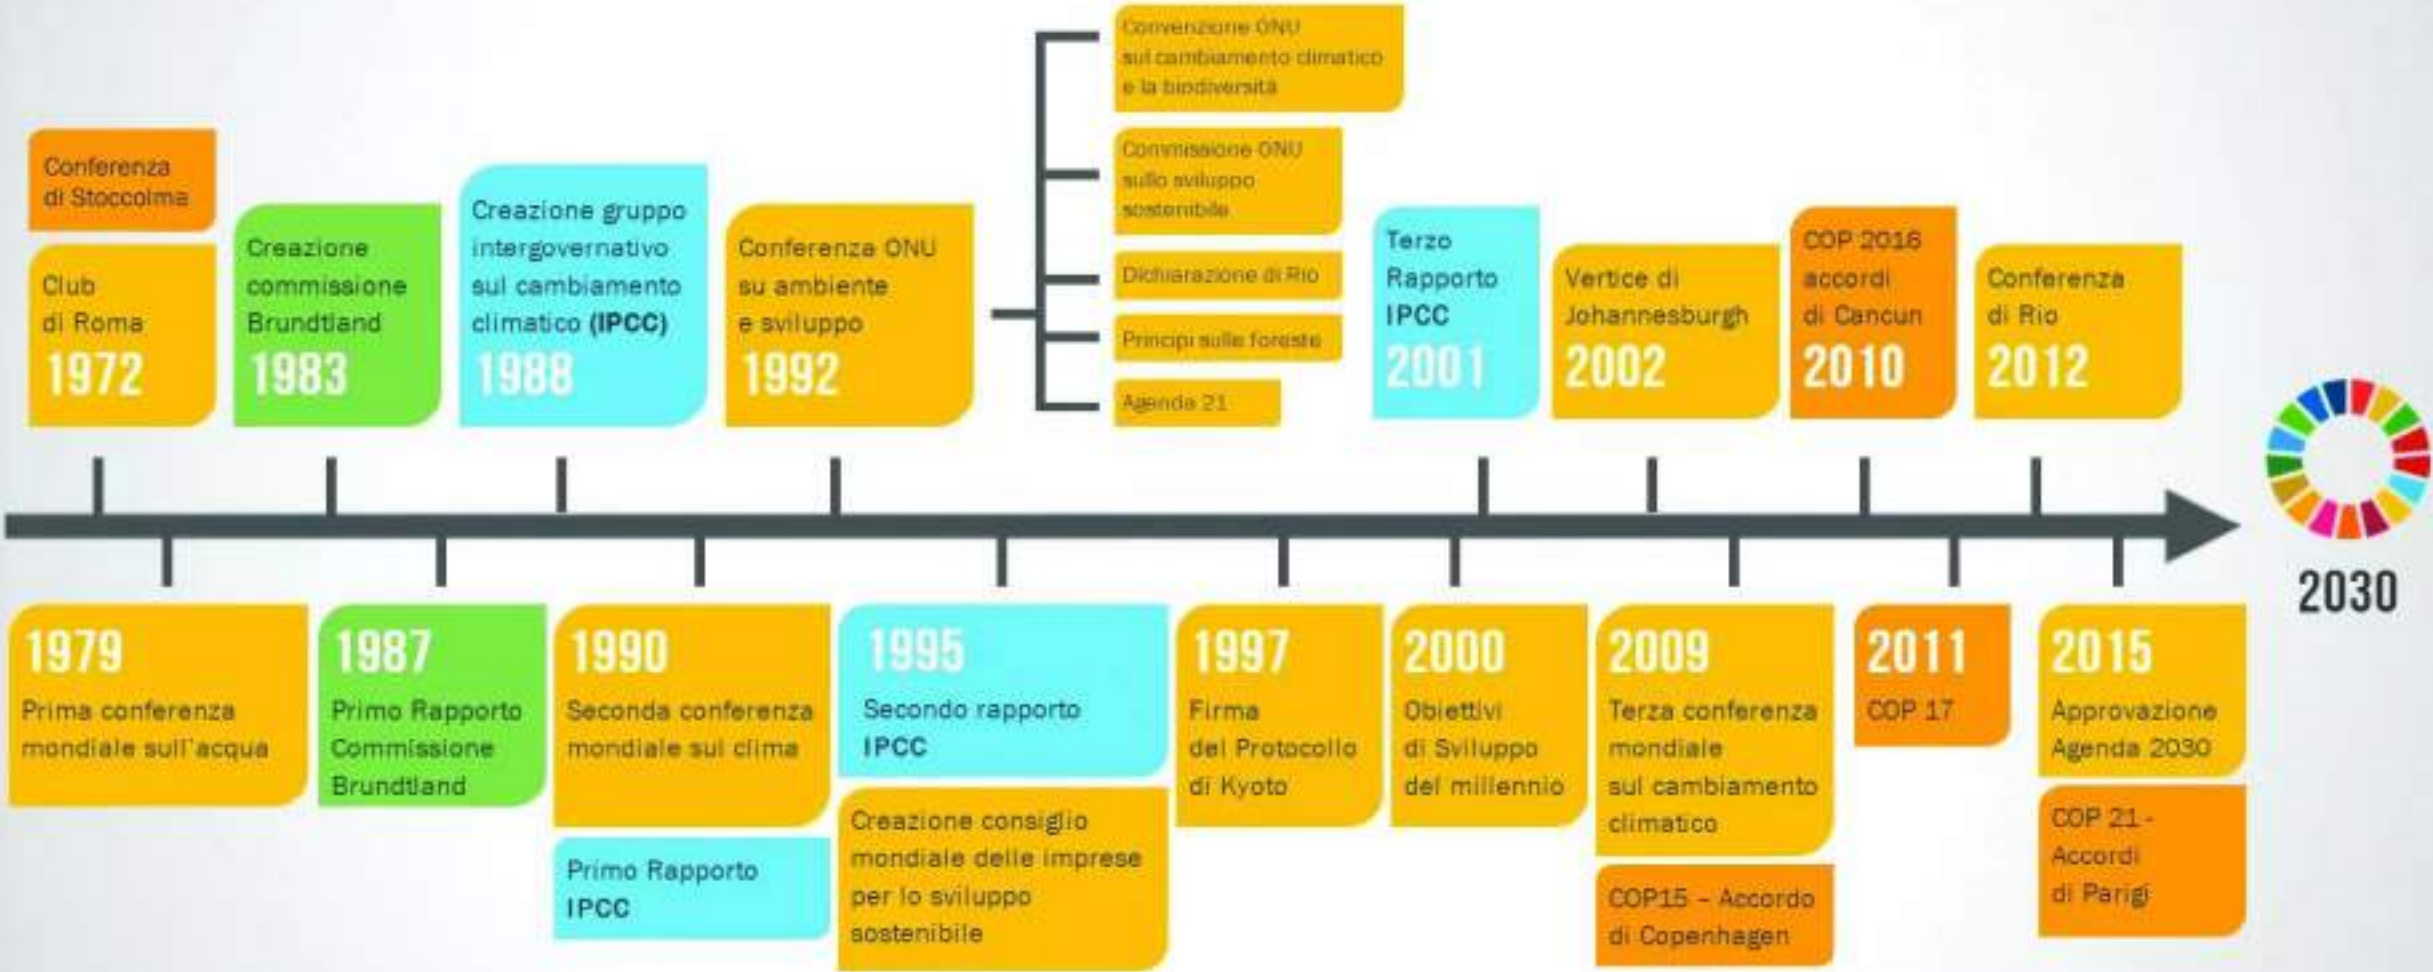 Conferenza
di Stoccolma
Club
di Roma
1972
Creazione
commissione
Brundtland
1983
Creazione gruppo
intergovernativo
sul cambiamento
climatico (IPCC)
1988
Conferenza ONU
su ambiente
e sviluppo
1992
Convenzione ONU
sul cambiamento climatico
e la biodiversità
Commissione ONU
sullo sviluppo
sostenibile
Dichiarazione di Rio
Principi sulle foreste
Agenda 21
Terzo
Rapporto
IPCC
2001
Vertice di
Johannesburgh
2002
COP 2016
accordi
di Cancun
2010
Conferenza
di Rio
2012
2030
1979
Prima conferenza
mondiale sull'acqua
1987
Primo Rapporto
Commissione
Brundtland
1990
Seconda conferenza
mondiale sul clima
Primo Rapporto
IPCC
1995
Secondo rapporto
IPCC
Creazione consiglio
mondiale delle imprese
per lo sviluppo
sostenibile
1997
Firma
del Protocollo
di Kyoto
2000
Obiettivi
di Sviluppo
del millennio
2009
Terza conferenza
mondiale
sul cambiamento
climatico
COP15 – Accordo
di Copenhagen
2011
COP 17
2015
Approvazione
Agenda 2030
COP 21 -
Accordi
di Parigi